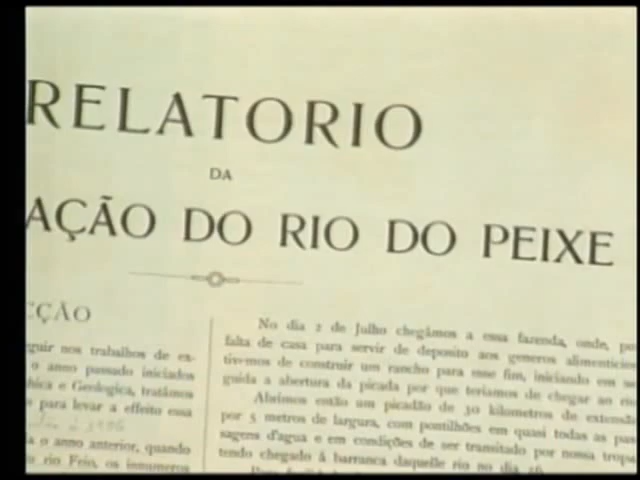 RELATORIO
DA
AÇÃO DO RIO DO PEIXE
CÇÃO
guir nos trabalhos de ex-
o anno passado iniciados
hica e Geologica, tratámos
para levar a effeito essa
a o anno anterior, quando
rio Feio, os innumeros
No dia 2 de Julho chegámos a essa fazenda, onde, po
falta de casa para servir de deposito aos generos alimenticios
tivemos de construir um rancho para esse fim, iniciando em se
guida a abertura da picada por que teriamos de chegar ao rio
Abrimos então um picadão de 30 kilometros de extensã
por 5 metros de largura, com pontilhões em quasi todas as pas
sagens d'agua e em condições de ser transitado por nossa tropa
tendo chegado á barranca daquelle rio no dia 26